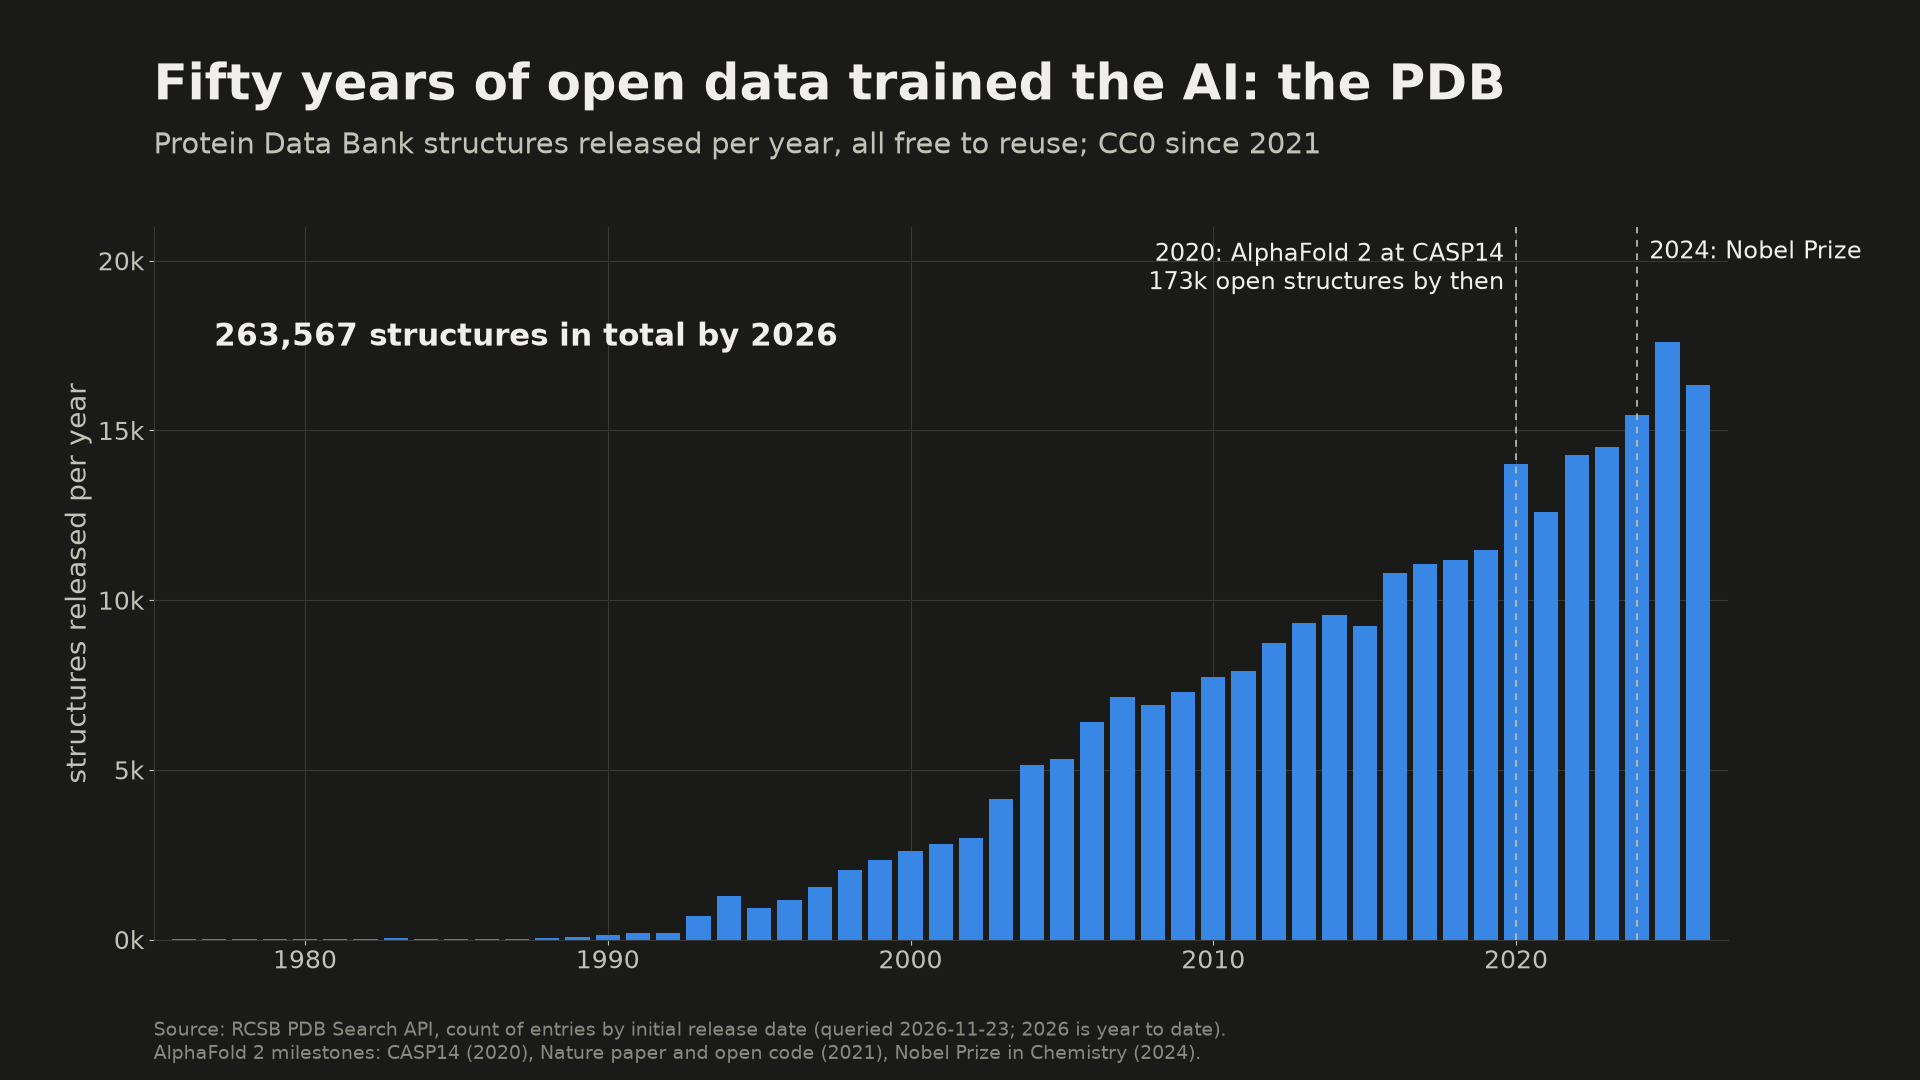 Fifty years of open data trained the AI: the PDB
Protein Data Bank structures released per year, all free to reuse; CC0 since 2021
2020: AlphaFold 2 at CASP14
173k open structures by then
2024: Nobel Prize
263,567 structures in total by 2026
structures released per year
20k
15k
10k
5k
0k
1980
1990
2000
2010
2020
Source: RCSB PDB Search API, count of entries by initial release date (queried 2026-11-23; 2026 is year to date).
AlphaFold 2 milestones: CASP14 (2020), Nature paper and open code (2021), Nobel Prize in Chemistry (2024).